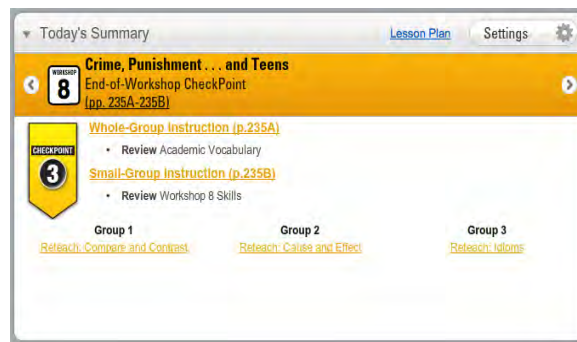 Today's Summary
Lesson Plan
Settings
WORKSHOP
8
Crime, Punishment . . . and Teens
End-of-Workshop CheckPoint
(pp. 235A-235B)
CHECKPOINT
3
Whole-Group Instruction (p.235A)
• Review Academic Vocabulary
Small-Group Instruction (p.235B)
• Review Workshop 8 Skills
Group 1 Group 2 Group 3
Reteach: Compare and Contrast Reteach: Cause and Effect Reteach: Idioms